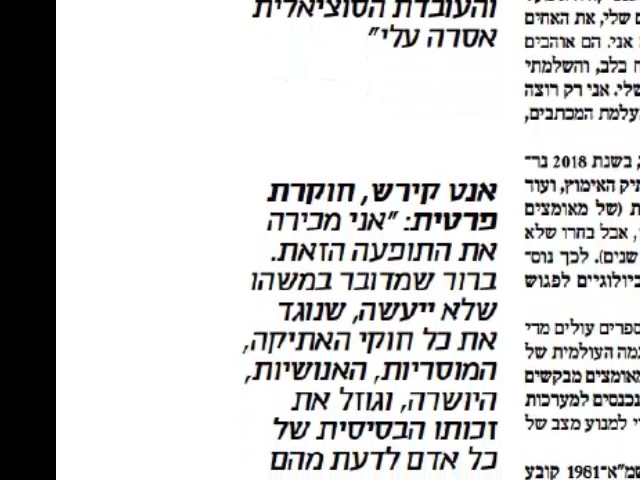 והעובדת הסוציאלית
אסרה עלי"
אנט קירש, חוקרת
פרטית: "אני מכירה
את התופעה הזאת.
ברור שמדובר במשהו
שלא ייעשה, שנוגד
את כל חוקי האתיקה,
המוסריות, האנושיות,
היושרה, וגוזל את
זכותו הבסיסית של
כל אדם לדעת מהם
ם שלי, את האחים
אני. הם אוהבים
ח בלב, והשלמתי
שלי. אני רק רוצה
עלמת המכתבים,
בשנת 2018 נר־
תיק האימוץ, ועוד
ת (של מאומצים
, אבל בחרו שלא
שנים). לכך נוס־
ביולוגיים לפגוש
ספרים עולים מדי
גמה העולמית של
מאומצים מבקשים
נכנסים למערכות
י למנוע מצב של
שמ"א־1981 קובע